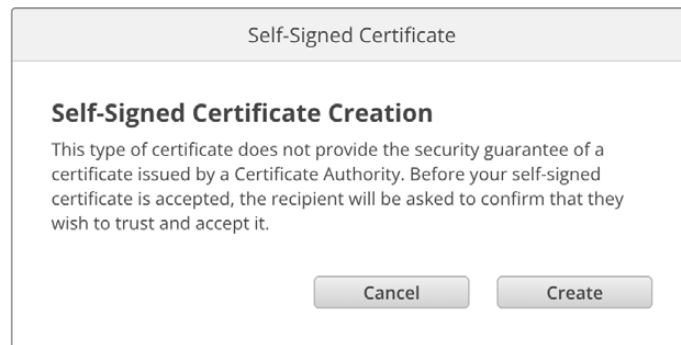 Self-Signed Certificate
Self-Signed Certificate Creation
This type of certificate does not provide the security guarantee of a
certificate issued by a Certificate Authority. Before your self-signed
certificate is accepted, the recipient will be asked to confirm that they
wish to trust and accept it.
Cancel
Create